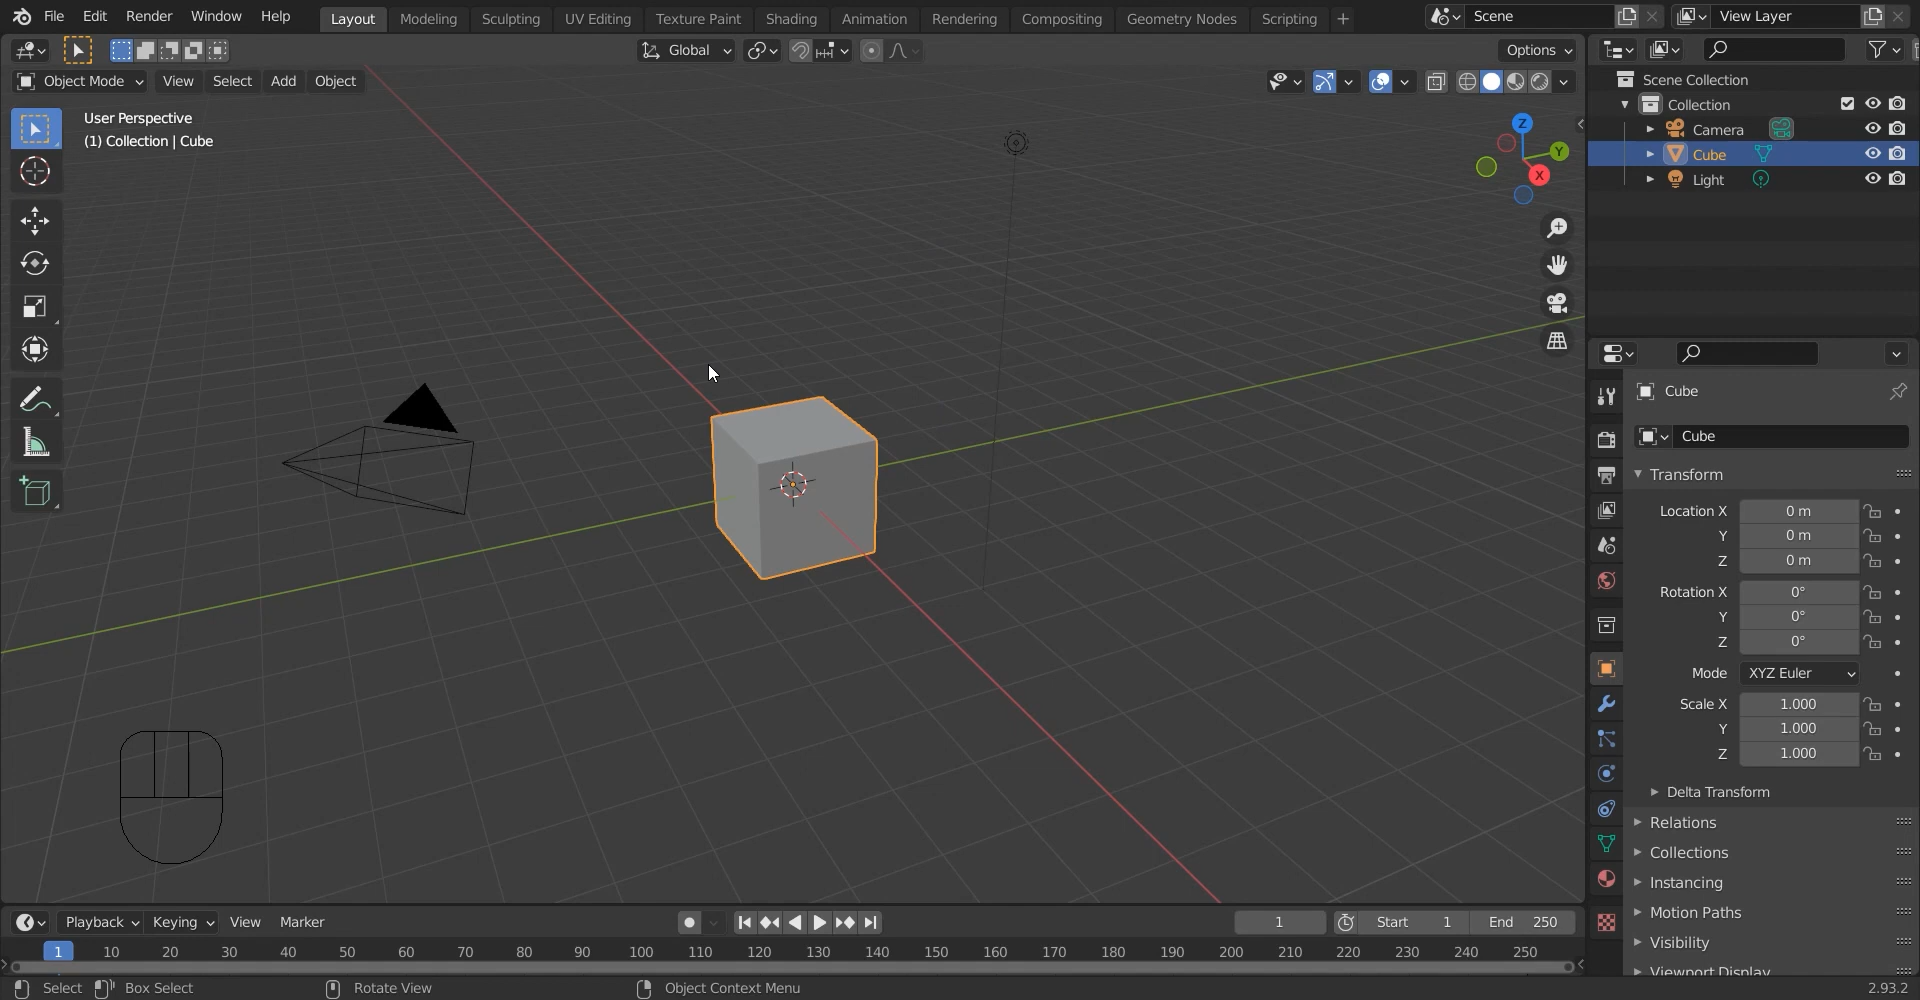 File Edit Render Window Help Layout Modeling Sculpting UV Editing Texture Paint Shading Animation Rendering Compositing Geometry Nodes Scripting + Scene View Layer
Global Options
Object Mode View Select Add Object
User Perspective
(1) Collection | Cube
Z
Y
X
Scene Collection
Collection
Camera
Cube
Light
Cube
Cube
Transform
Location X 0 m
Y 0 m
Z 0 m
Rotation X 0°
Y 0°
Z 0°
Mode XYZ Euler
Scale X 1.000
Y 1.000
Z 1.000
Delta Transform
Relations
Collections
Instancing
Motion Paths
Visibility
Viewport Display
Playback Keying View Marker 1 Start 1 End 250
1 10 20 30 40 50 60 70 80 90 100 110 120 130 140 150 160 170 180 190 200 210 220 230 240 250
Select Box Select Rotate View Object Context Menu 2.93.2